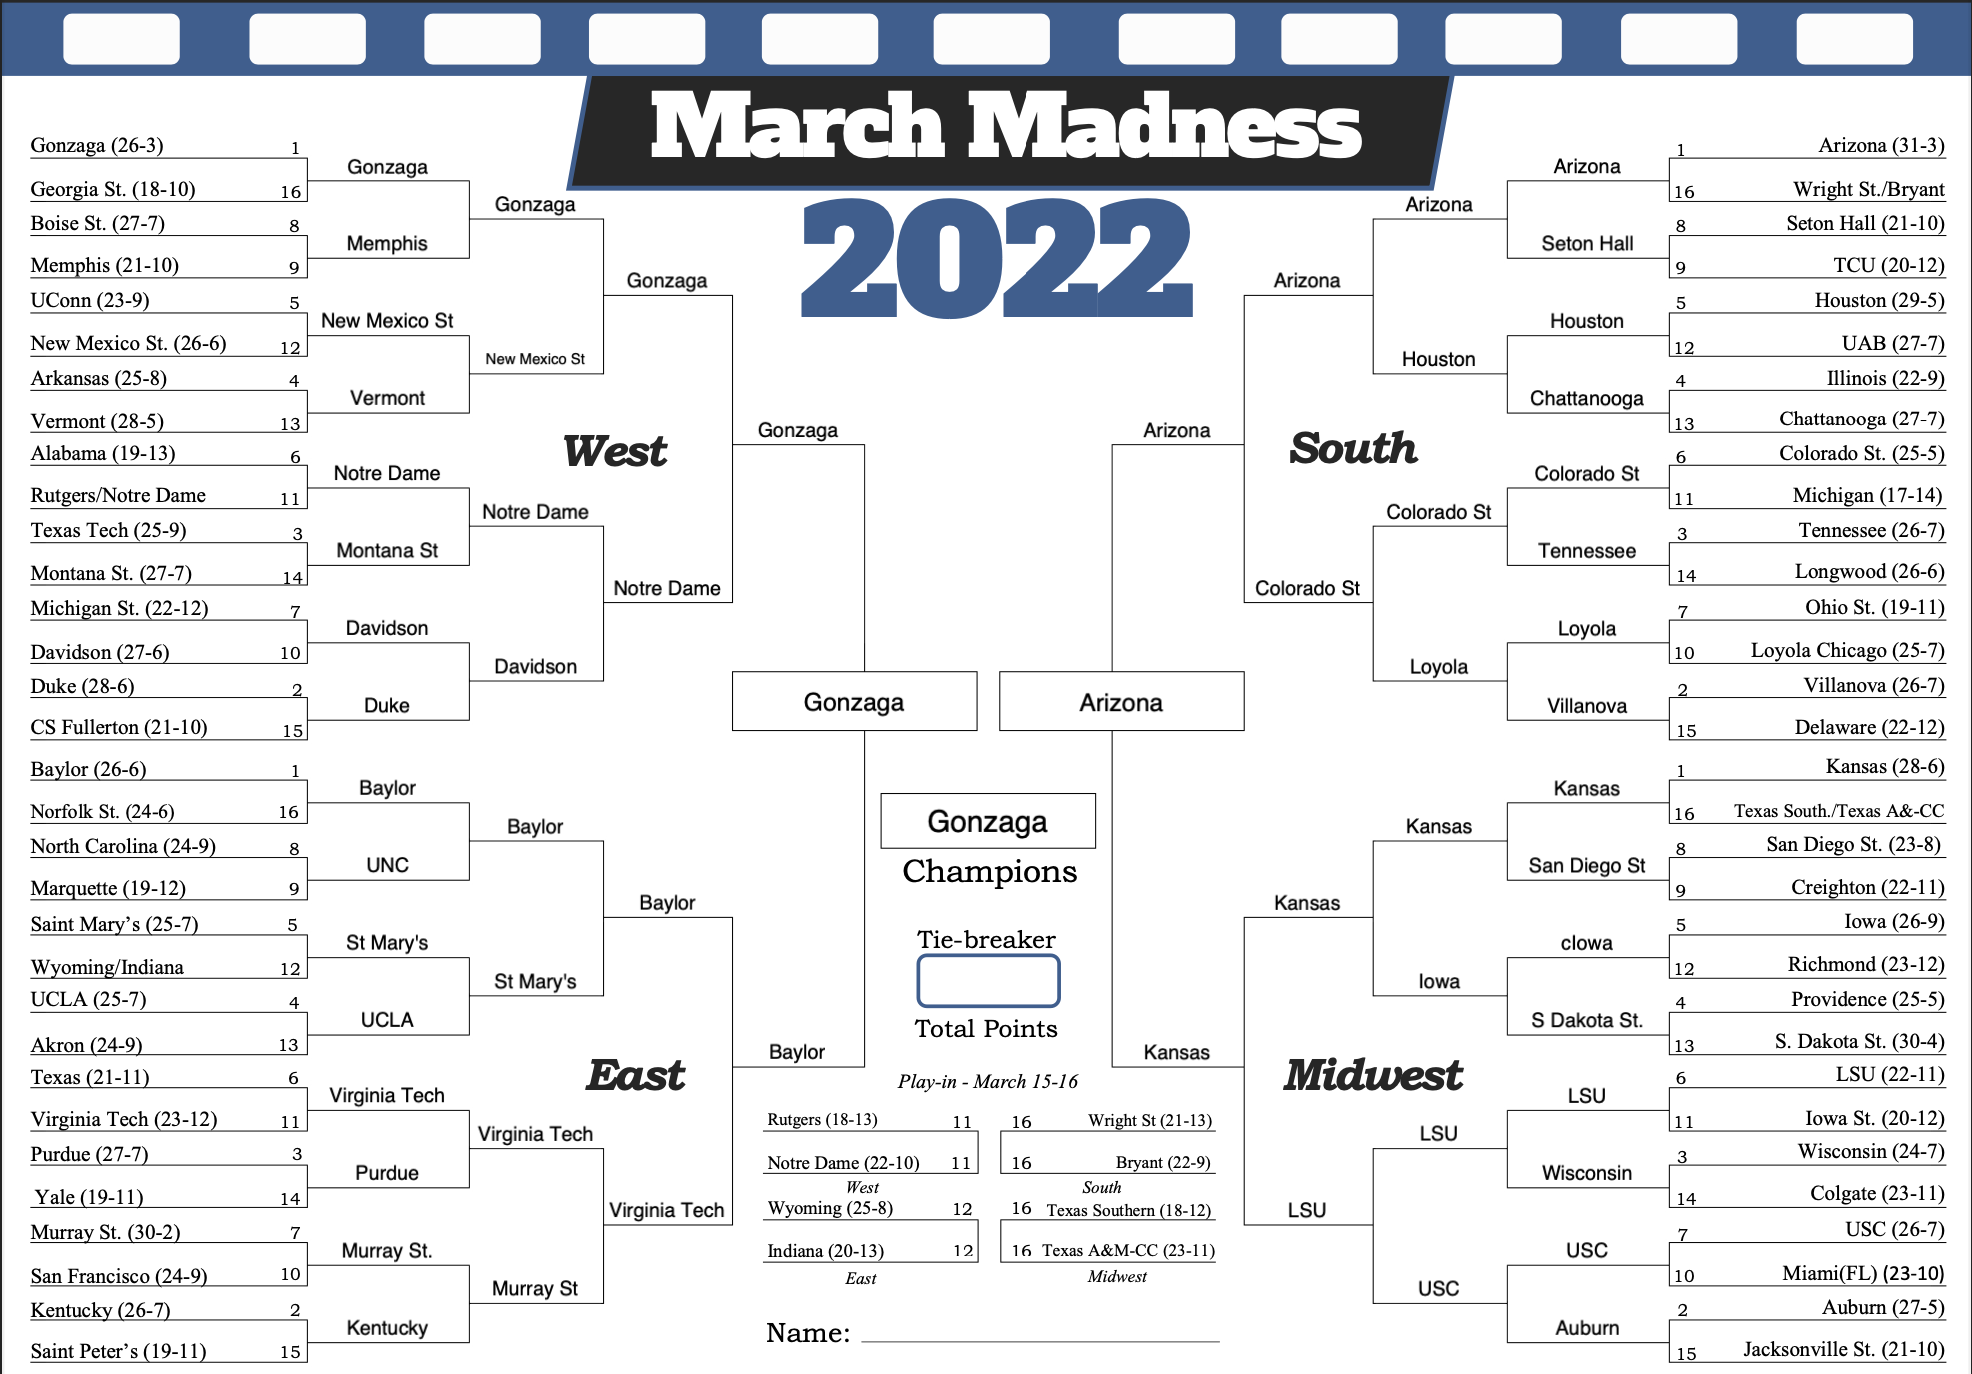 March Madness
2022
Gonzaga (26-3) 1
Georgia St. (18-10) 16
Boise St. (27-7) 8
Memphis (21-10) 9
UConn (23-9) 5
New Mexico St. (26-6) 12
Arkansas (25-8) 4
Vermont (28-5) 13
Alabama (19-13) 6
Rutgers/Notre Dame 11
Texas Tech (25-9) 3
Montana St. (27-7) 14
Michigan St. (22-12) 7
Davidson (27-6) 10
Duke (28-6) 2
CS Fullerton (21-10) 15
Gonzaga
Memphis
New Mexico St
Vermont
Notre Dame
Montana St
Davidson
Duke
Gonzaga
New Mexico St
Notre Dame
Davidson
Gonzaga
Notre Dame
West
Gonzaga
Baylor (26-6) 1
Norfolk St. (24-6) 16
North Carolina (24-9) 8
Marquette (19-12) 9
Saint Mary’s (25-7) 5
Wyoming/Indiana 12
UCLA (25-7) 4
Akron (24-9) 13
Texas (21-11) 6
Virginia Tech (23-12) 11
Purdue (27-7) 3
Yale (19-11) 14
Murray St. (30-2) 7
San Francisco (24-9) 10
Kentucky (26-7) 2
Saint Peter’s (19-11) 15
Baylor
UNC
St Mary's
UCLA
Virginia Tech
Purdue
Murray St.
Kentucky
Baylor
St Mary's
Virginia Tech
Murray St
Baylor
Virginia Tech
East
Baylor
Gonzaga
Arizona
Gonzaga
Champions
Tie-breaker
Total Points
Play-in - March 15-16
Rutgers (18-13) 11
Notre Dame (22-10) 11
West
Wyoming (25-8) 12
Indiana (20-13) 12
East
16 Wright St (21-13)
16 Bryant (22-9)
South
16 Texas Southern (18-12)
16 Texas A&M-CC (23-11)
Midwest
Name:
Arizona
South
Arizona
Colorado St
Arizona
Houston
Colorado St
Loyola
Arizona
Seton Hall
Houston
Chattanooga
Colorado St
Tennessee
Loyola
Villanova
1 Arizona (31-3)
16 Wright St./Bryant
8 Seton Hall (21-10)
9 TCU (20-12)
5 Houston (29-5)
12 UAB (27-7)
4 Illinois (22-9)
13 Chattanooga (27-7)
6 Colorado St. (25-5)
11 Michigan (17-14)
3 Tennessee (26-7)
14 Longwood (26-6)
7 Ohio St. (19-11)
10 Loyola Chicago (25-7)
2 Villanova (26-7)
15 Delaware (22-12)
Kansas
Midwest
Kansas
LSU
Kansas
Iowa
LSU
USC
Kansas
San Diego St
cIowa
S Dakota St.
LSU
Wisconsin
USC
Auburn
1 Kansas (28-6)
16 Texas South./Texas A&-CC
8 San Diego St. (23-8)
9 Creighton (22-11)
5 Iowa (26-9)
12 Richmond (23-12)
4 Providence (25-5)
13 S. Dakota St. (30-4)
6 LSU (22-11)
11 Iowa St. (20-12)
3 Wisconsin (24-7)
14 Colgate (23-11)
7 USC (26-7)
10 Miami(FL) (23-10)
2 Auburn (27-5)
15 Jacksonville St. (21-10)